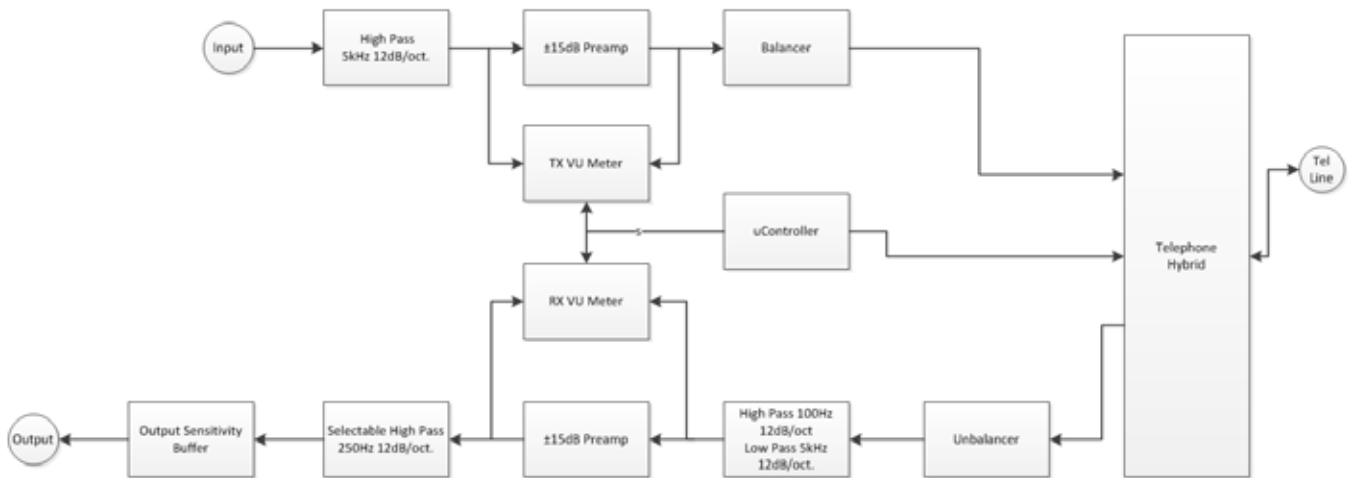 Input
High Pass
5kHz 12dB/oct.
±15dB Preamp
Balancer
TX VU Meter
Tel
Line
s
uController
Telephone
Hybrid
RX VU Meter
Output
Output Sensitivity
Buffer
Selectable High Pass
250Hz 12dB/oct.
±15dB Preamp
High Pass 100Hz
12dB/oct
Low Pass 5kHz
12dB/oct.
Unbalancer